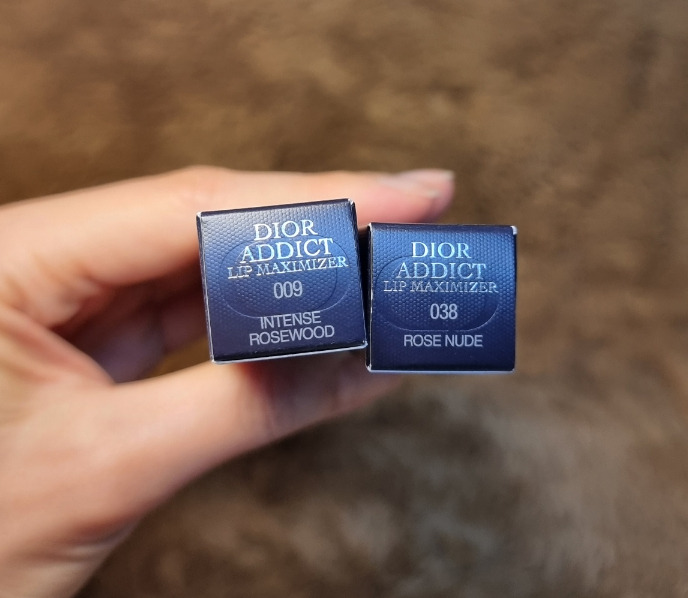 DIOR
ADDICT
LIP MAXIMIZER
009
INTENSE
ROSEWOOD
DIOR
ADDICT
LIP MAXIMIZER
038
ROSE NUDE